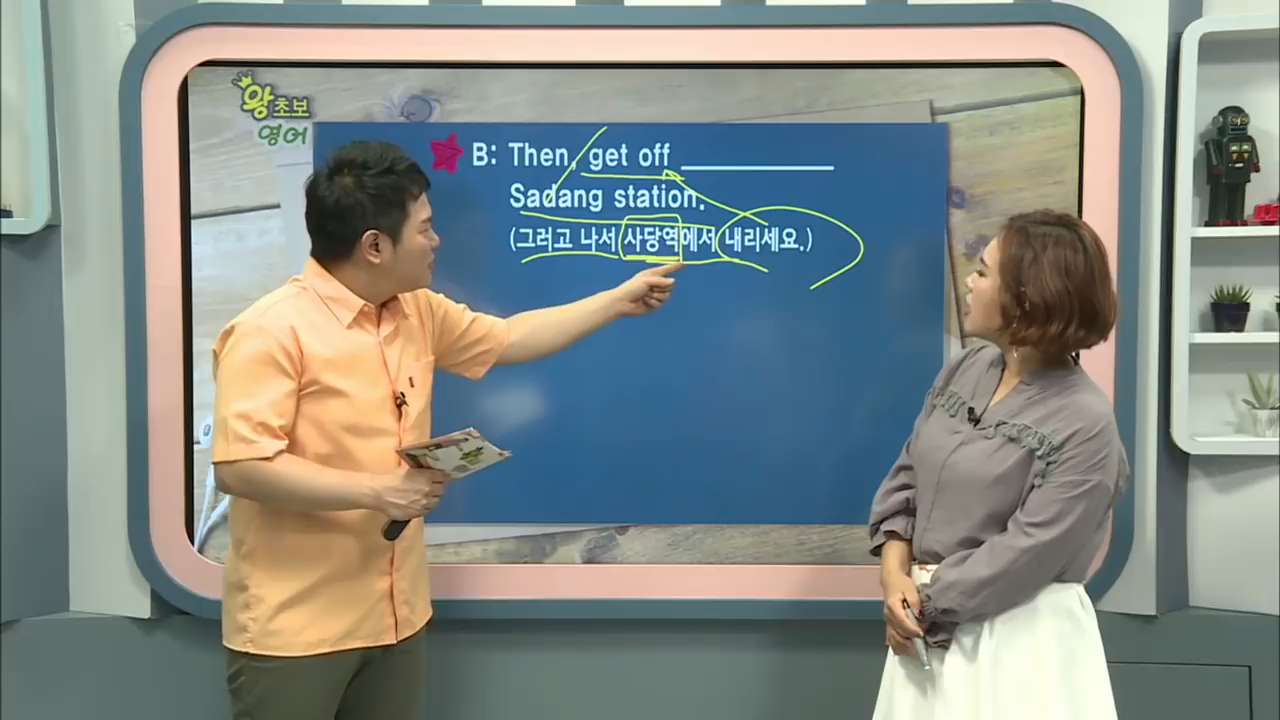 왕초보
영어
B: Then, get off ____________
Sadang station.
(그러고 나서 사당역에서 내리세요.)